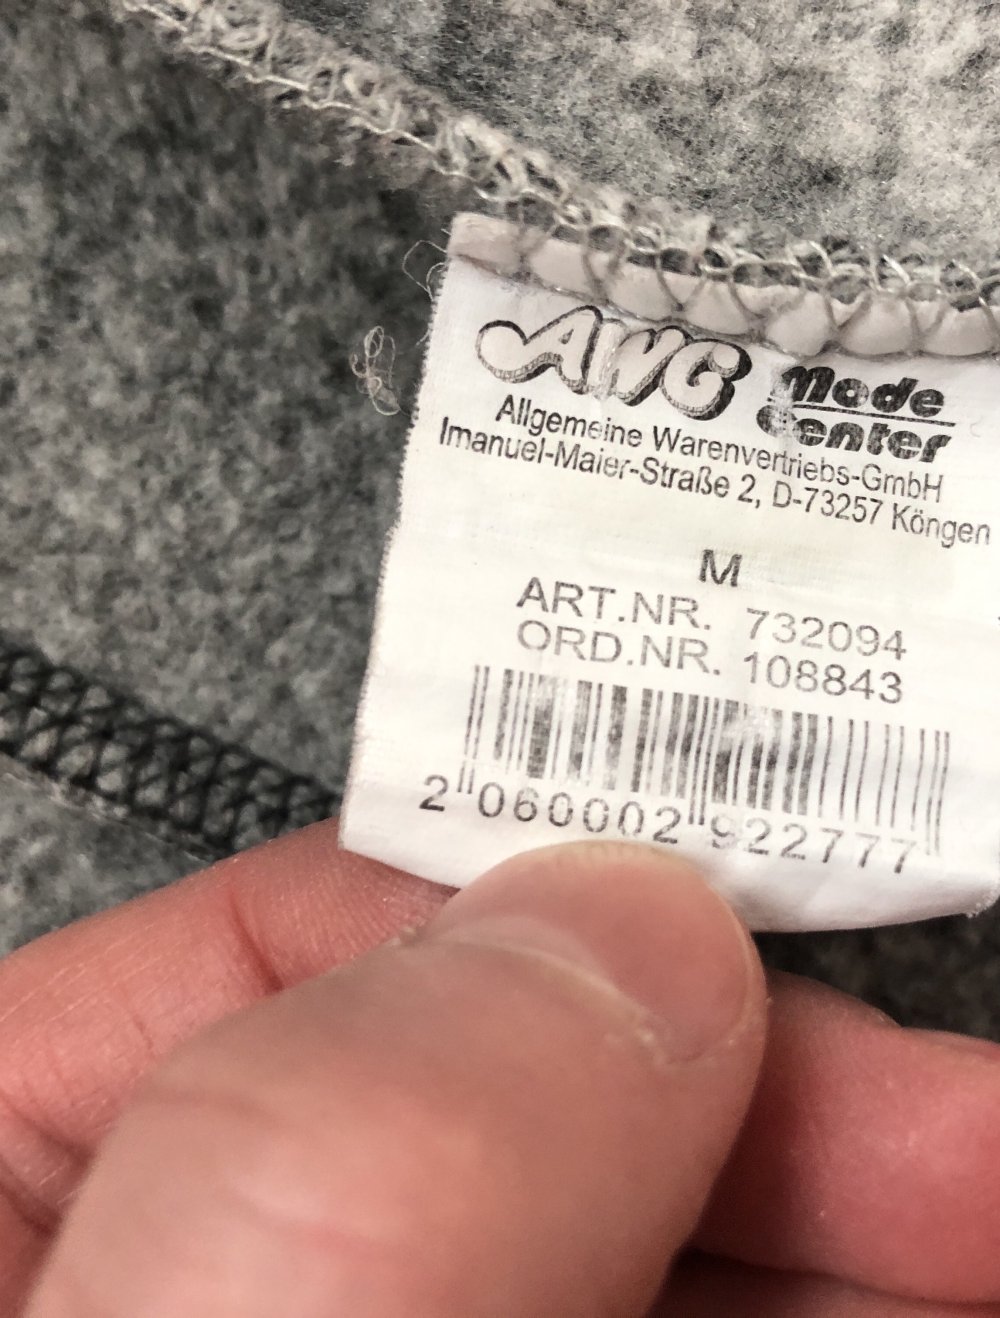 AWG Mode Center
Allgemeine Warenvertriebs-GmbH
Imanuel-Maier-Straße 2, D-73257 Köngen
M
ART.NR. 732094
ORD.NR. 108843
2 060002 922777